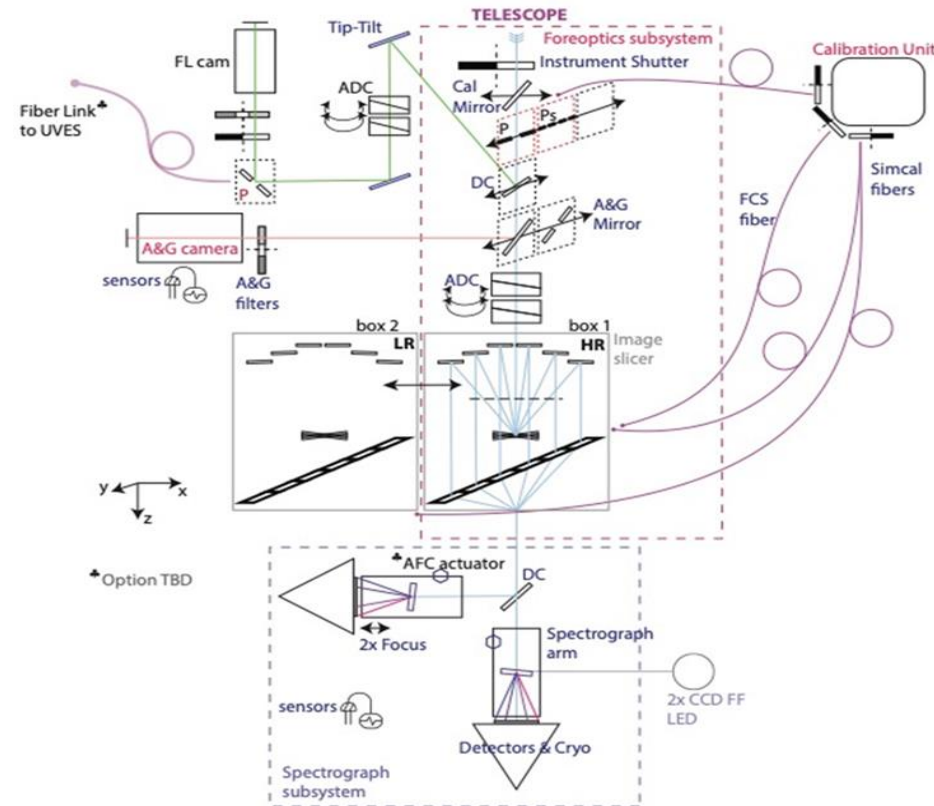 TELESCOPE
Tip-Tilt
Foreoptics subsystem
FL cam
Instrument Shutter
Calibration Unit
ADC
Cal
Mirror
Fiber Link♣
to UVES
P
Ps
P
DC
Simcal
fibers
FCS
fiber
A&G
Mirror
A&G camera
sensors
A&G
filters
ADC
box 2
LR
box 1
HR
Image
slicer
y
x
z
♣Option TBD
♣AFC actuator
DC
2x Focus
Spectrograph
arm
2x CCD FF
LED
sensors
Detectors & Cryo
Spectrograph
subsystem